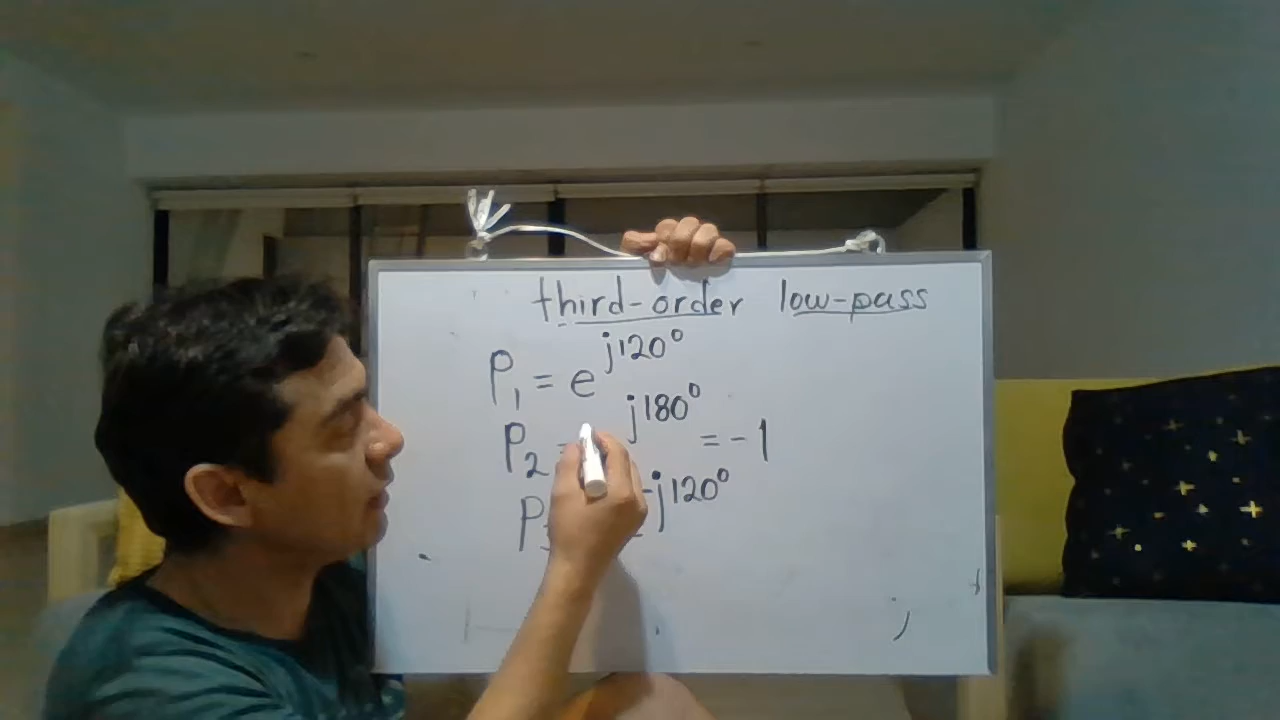 third-order low-pass
P₁ = e^j120°
P₂ = j180° = -1
P -j120°